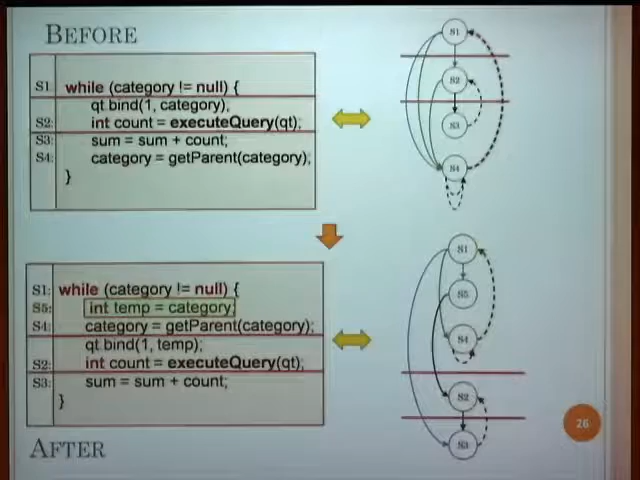 BEFORE
S1: while (category != null) {
qt.bind(1, category);
S2: int count = executeQuery(qt);
S3: sum = sum + count;
S4: category = getParent(category);
}
S1
S2
S3
S4
S1: while (category != null) {
S5: int temp = category;
S4: category = getParent(category);
qt.bind(1, temp);
S2: int count = executeQuery(qt);
S3: sum = sum + count;
}
S1
S5
S4
S2
S3
26
AFTER